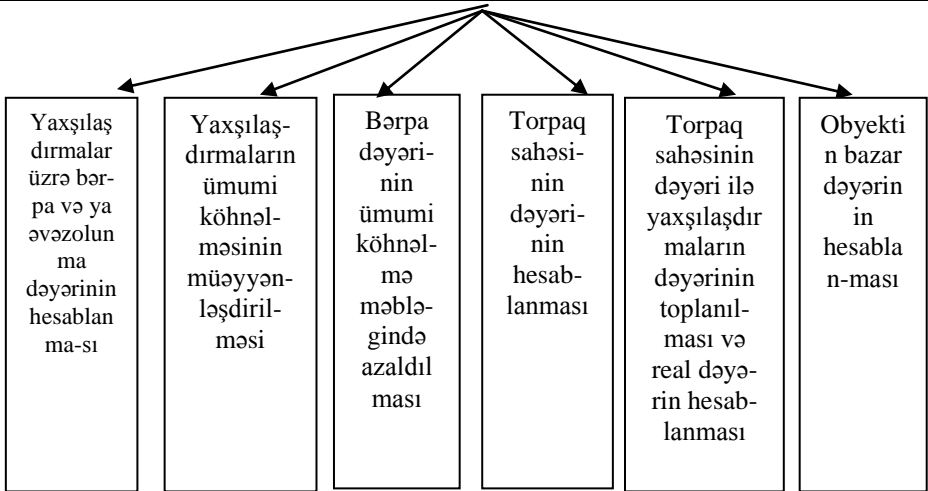 Yaxşılaş
dırmalar
üzrə bər-
pa və ya
əvəzolun
ma
dəyərinin
hesablan
ma-sı
Yaxşılaş-
dırmaların
ümumi
köhnəl-
məsinin
müəyyən-
ləşdiril-
məsi
Bərpa
dəyəri-
nin
ümumi
köhnəl-
mə
məblə-
gində
azaldıl
ması
Torpaq
sahəsi-
nin
dəyəri-
nin
hesab-
lanması
Torpaq
sahəsinin
dəyəri ilə
yaxşılaşdır
maların
dəyərinin
toplanıl-
ması və
real dəyə-
rin hesab-
lanması
Obyekti
n bazar
dəyərin
in
hesabla
n-ması